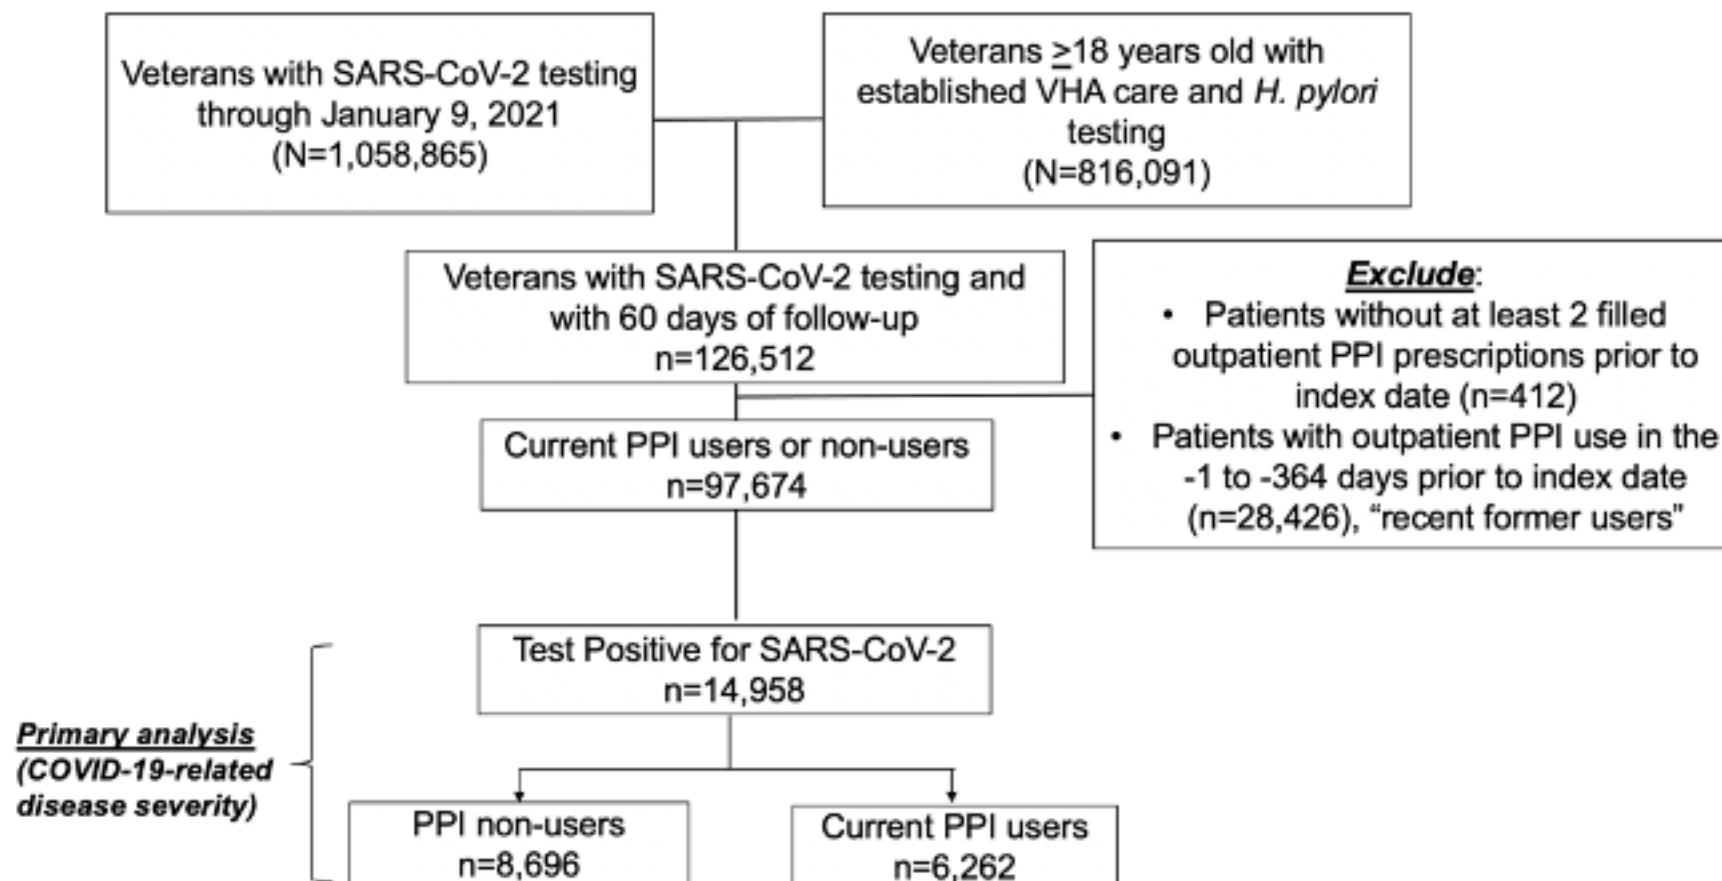 Veterans with SARS-CoV-2 testing
through January 9, 2021
(N=1,058,865)
Veterans ≥18 years old with
established VHA care and H. pylori
testing
(N=816,091)
Veterans with SARS-CoV-2 testing and
with 60 days of follow-up
n=126,512
Exclude:
• Patients without at least 2 filled
outpatient PPI prescriptions prior to
index date (n=412)
• Patients with outpatient PPI use in the
-1 to -364 days prior to index date
(n=28,426), “recent former users”
Current PPI users or non-users
n=97,674
Test Positive for SARS-CoV-2
n=14,958
Primary analysis
(COVID-19-related
disease severity)
PPI non-users
n=8,696
Current PPI users
n=6,262